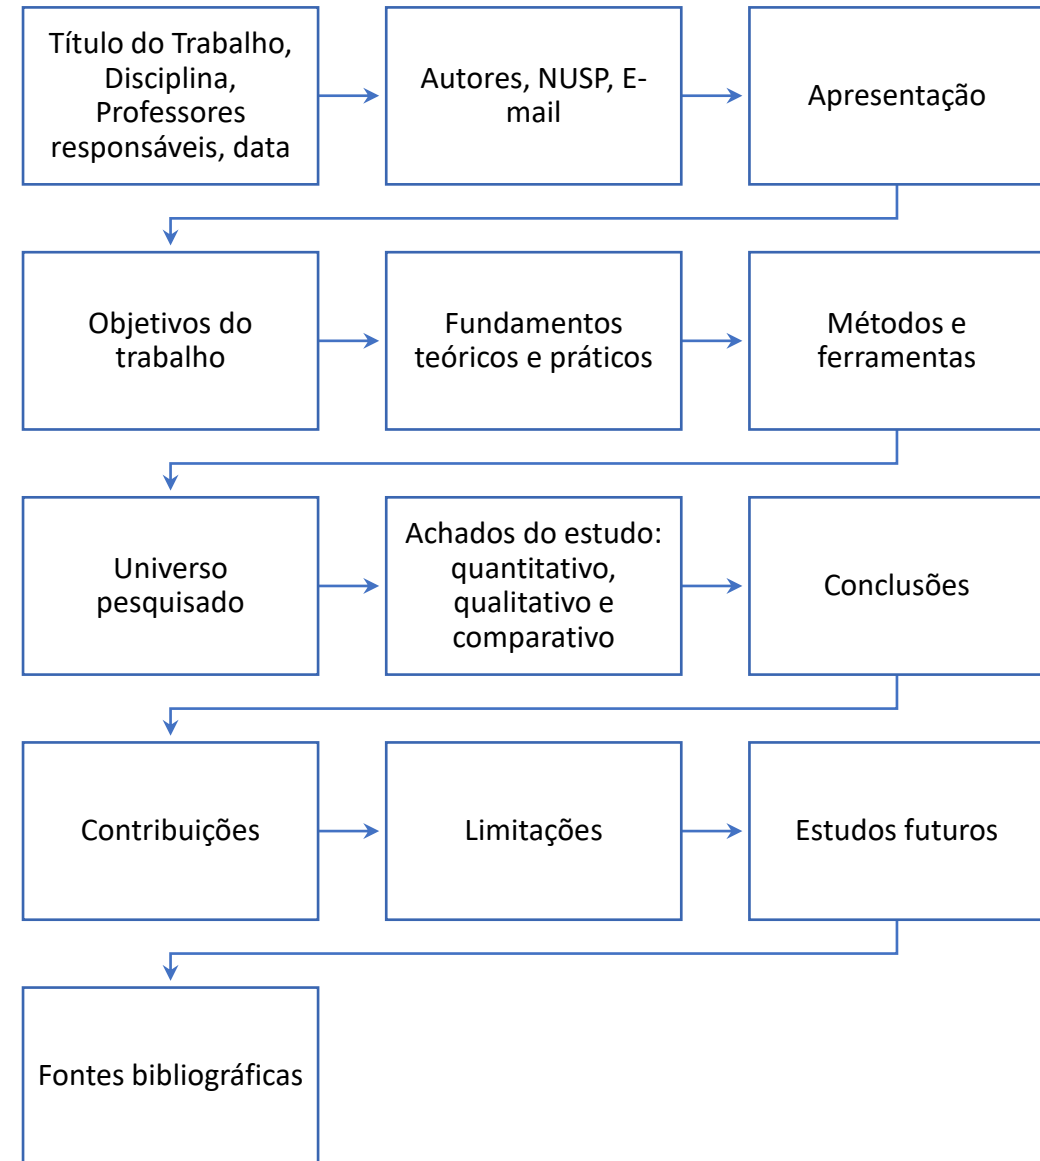 Título do Trabalho,
Disciplina,
Professores
responsáveis, data
Autores, NUSP, E-
mail
Apresentação
Objetivos do
trabalho
Fundamentos
teóricos e práticos
Métodos e
ferramentas
Universo
pesquisado
Achados do estudo:
quantitativo,
qualitativo e
comparativo
Conclusões
Contribuições
Limitações
Estudos futuros
Fontes bibliográficas